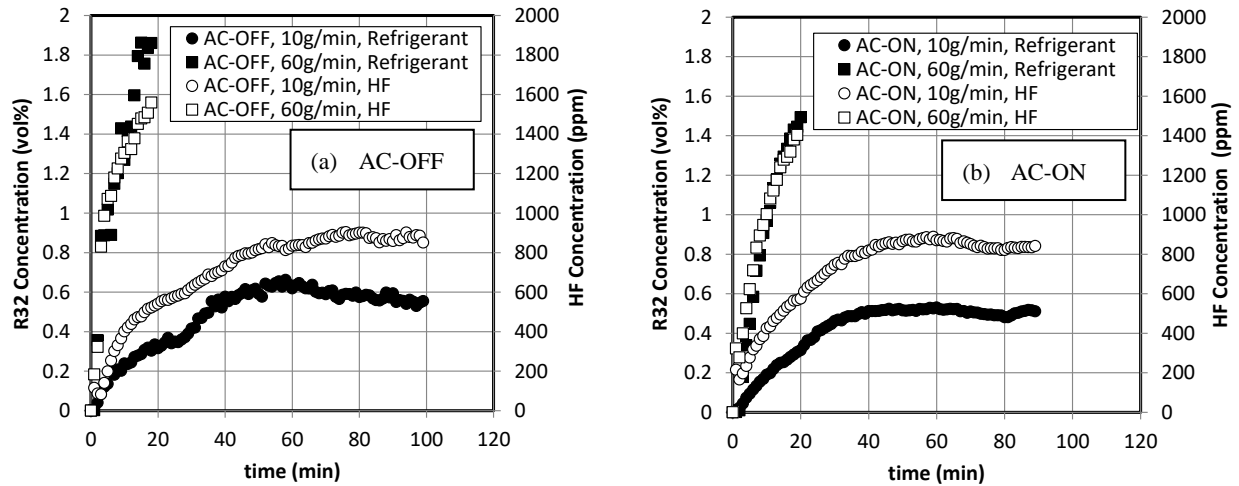 R32 Concentration (vol%)
2
1.8
1.6
1.4
1.2
1
0.8
0.6
0.4
0.2
0
AC-OFF, 10g/min, Refrigerant
AC-OFF, 60g/min, Refrigerant
AC-OFF, 10g/min, HF
AC-OFF, 60g/min, HF
(a) AC-OFF
2000
1800
1600
1400
1200
1000
800
600
400
200
0
HF Concentration (ppm)
0 20 40 60 80 100 120
time (min)
R32 Concentration (vol%)
2
1.8
1.6
1.4
1.2
1
0.8
0.6
0.4
0.2
0
AC-ON, 10g/min, Refrigerant
AC-ON, 60g/min, Refrigerant
AC-ON, 10g/min, HF
AC-ON, 60g/min, HF
(b) AC-ON
2000
1800
1600
1400
1200
1000
800
600
400
200
0
HF Concentration (ppm)
0 20 40 60 80 100 120
time (min)